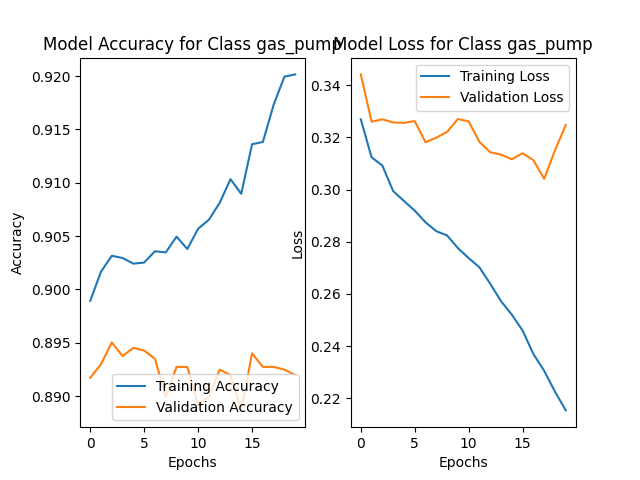 Model Accuracy for Class gas_pump
0.920
0.915
0.910
0.905
0.900
0.895
0.890
Accuracy
0
5
10
15
Epochs
Training Accuracy
Validation Accuracy
Model Loss for Class gas_pump
0.34
0.32
0.30
0.28
0.26
0.24
0.22
Loss
0
5
10
15
Epochs
Training Loss
Validation Loss